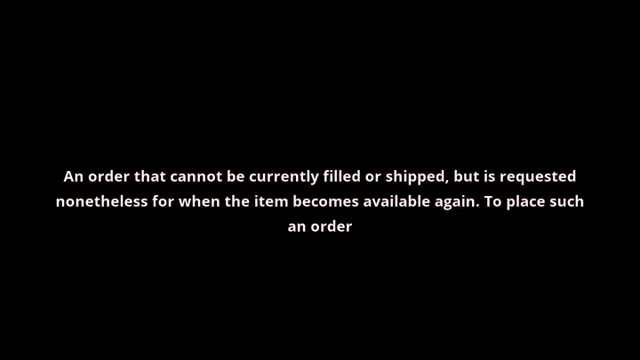 An order that cannot be currently filled or shipped, but is requested
nonetheless for when the item becomes available again. To place such
an order